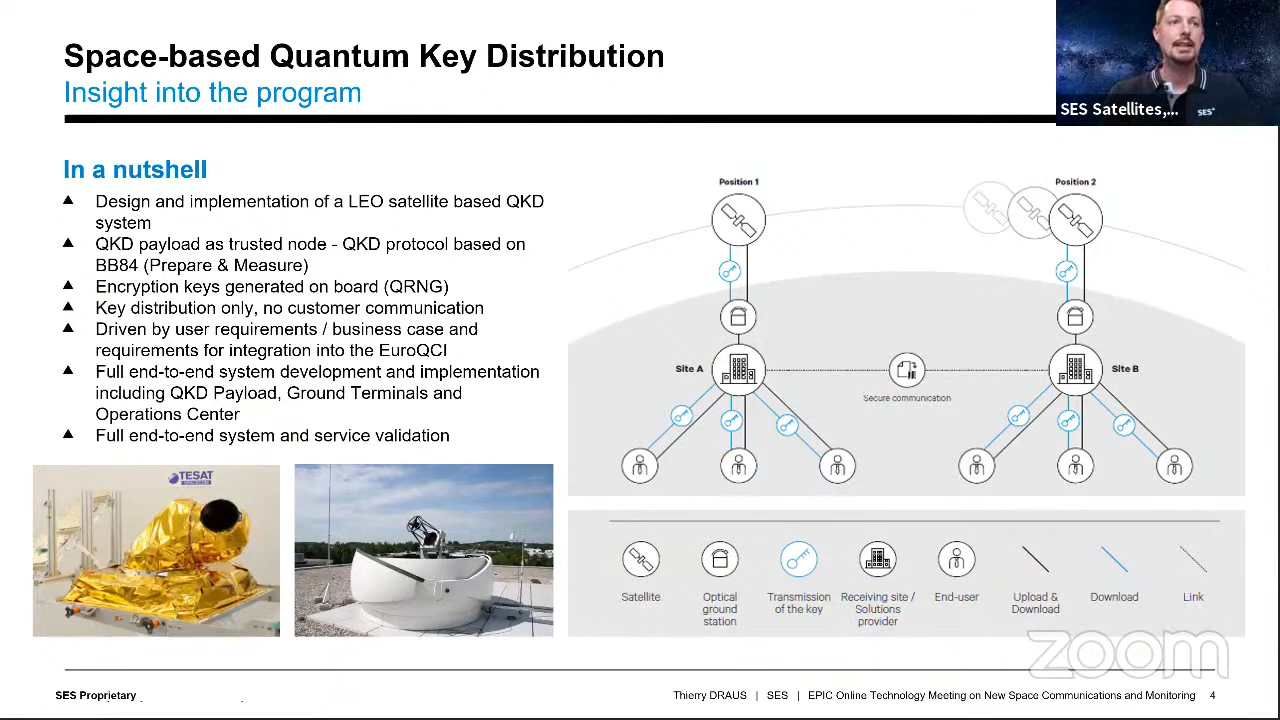 Space-based Quantum Key Distribution
Insight into the program
SES Satellites,...
SES
In a nutshell
Design and implementation of a LEO satellite based QKD
system
QKD payload as trusted node - QKD protocol based on
BB84 (Prepare & Measure)
Encryption keys generated on board (QRNG)
Key distribution only, no customer communication
Driven by user requirements / business case and
requirements for integration into the EuroQCI
Full end-to-end system development and implementation
including QKD Payload, Ground Terminals and
Operations Center
Full end-to-end system and service validation
TESAT
SPACECOM
Position 1
Position 2
Site A
Site B
Secure communication
Satellite
Optical
ground
station
Transmission
of the key
Receiving site /
Solutions
provider
End-user
Upload &
Download
Download
Link
zoom
SES Proprietary
Thierry DRAUS | SES | EPIC Online Technology Meeting on New Space Communications and Monitoring 4